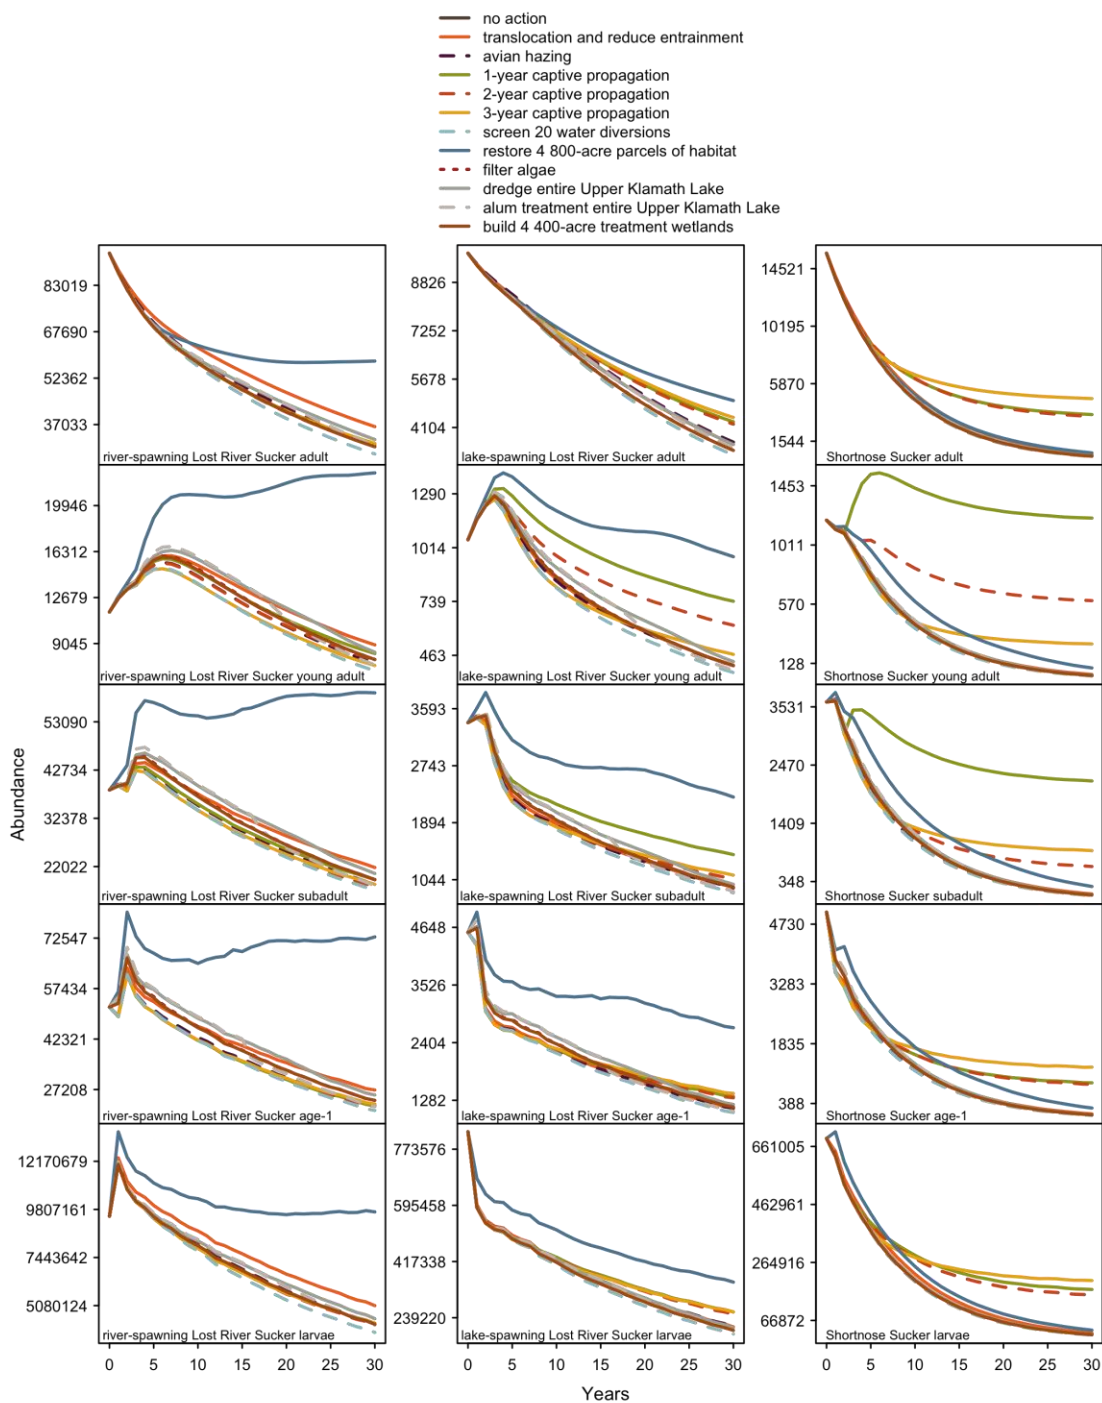 no action
translocation and reduce entrainment
avian hazing
1-year captive propagation
2-year captive propagation
3-year captive propagation
screen 20 water diversions
restore 4 800-acre parcels of habitat
filter algae
dredge entire Upper Klamath Lake
alum treatment entire Upper Klamath Lake
build 4 400-acre treatment wetlands
83019
67690
52362
37033
river-spawning Lost River Sucker adult
8826
7252
5678
4104
lake-spawning Lost River Sucker adult
14521
10195
5870
1544
Shortnose Sucker adult
19946
16312
12679
9045
river-spawning Lost River Sucker young adult
1290
1014
739
463
lake-spawning Lost River Sucker young adult
1453
1011
570
128
Shortnose Sucker young adult
Abundance
53090
42734
32378
22022
river-spawning Lost River Sucker subadult
3593
2743
1894
1044
lake-spawning Lost River Sucker subadult
3531
2470
1409
348
Shortnose Sucker subadult
72547
57434
42321
27208
river-spawning Lost River Sucker age-1
4648
3526
2404
1282
lake-spawning Lost River Sucker age-1
4730
3283
1835
388
Shortnose Sucker age-1
12170679
9807161
7443642
5080124
river-spawning Lost River Sucker larvae
773576
595458
417338
239220
lake-spawning Lost River Sucker larvae
661005
462961
264916
66872
Shortnose Sucker larvae
0 5 10 15 20 25 30
0 5 10 15 20 25 30
0 5 10 15 20 25 30
Years